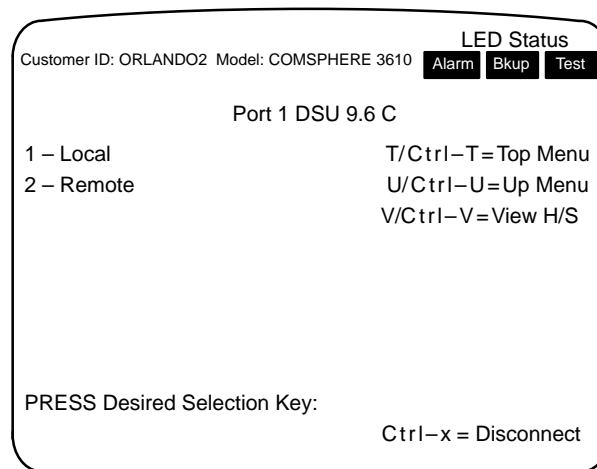 LED Status
Customer ID: ORLANDO2 Model: COMSPHERE 3610 Alarm Bkup Test
Port 1 DSU 9.6 C
1 – Local T/Ctrl–T=Top Menu
2 – Remote U/Ctrl–U=Up Menu
V/Ctrl–V=View H/S
PRESS Desired Selection Key:
Ctrl–x = Disconnect